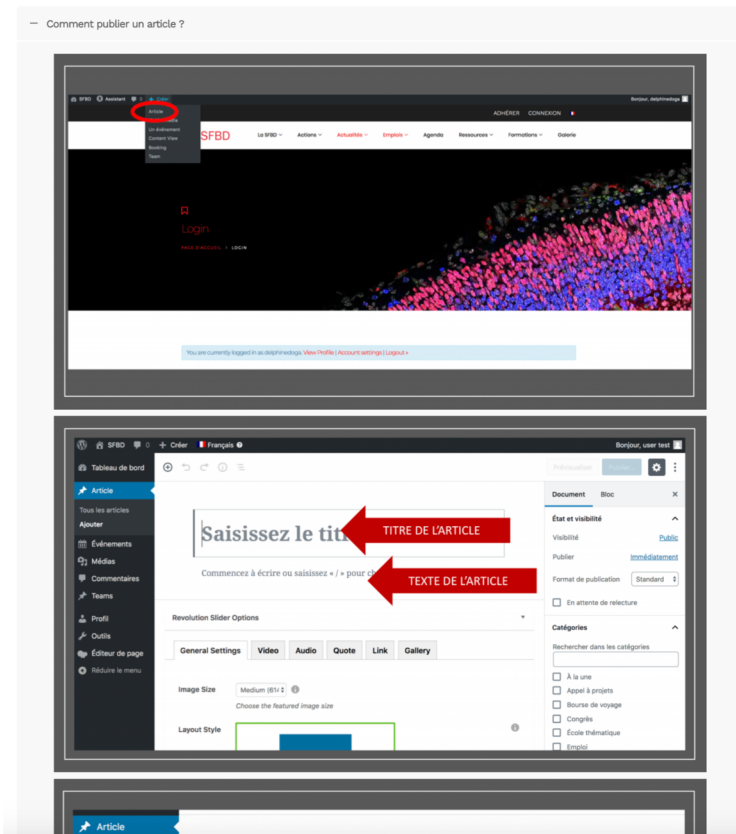 — Comment publier un article ?
SFBD Assistant 0 + Créer Bonjour, delphinedoga
Article
Un événement
Content View
Booking
Team
ADHÉRER CONNEXION
SFBD La SFBD Actions Actualités Emplois Agenda Ressources Formations Galerie
Login
PAGE D'ACCUEIL > LOGIN
You are currently logged in as delphinedoga. View Profile | Account settings | Logout »
SFBD 0 + Créer Français Bonjour, user test
Tableau de bord
Article
Tous les articles
Ajouter
Événements
Médias
Commentaires
Teams
Profil
Outils
Éditeur de page
Réduire le menu
Prévisualiser Publier
Saisissez le tit
TITRE DE L'ARTICLE
Commencez à écrire ou saisissez « / » pour ch
TEXTE DE L'ARTICLE
Revolution Slider Options
General Settings Video Audio Quote Link Gallery
Image Size Medium (614
Choose the featured image size
Layout Style
Document Bloc ×
État et visibilité
Visibilité Public
Publier Immédiatement
Format de publication Standard
En attente de relecture
Catégories
Rechercher dans les catégories
À la une
Appel à projets
Bourse de voyage
Congrès
École thématique
Emploi
Article